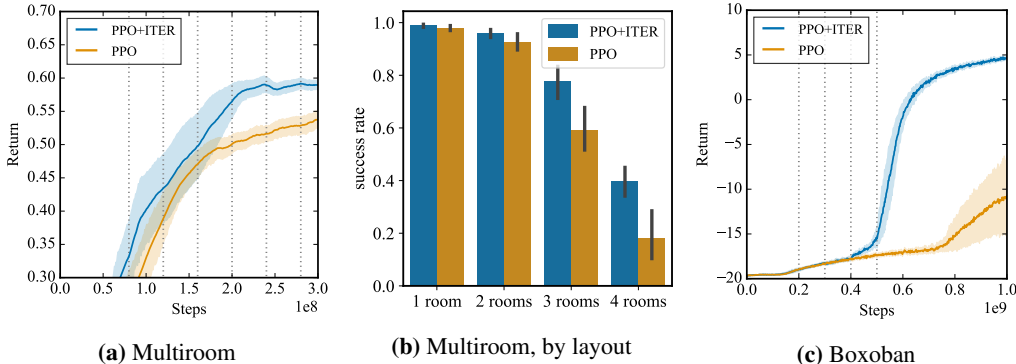 0.70
0.65
0.60
0.55
0.50
0.45
0.40
0.35
0.30
Return
PPO+ITER
PPO
0.0 0.5 1.0 1.5 2.0 2.5 3.0
Steps 1e8
(a) Multiroom
1.0
0.8
0.6
0.4
0.2
0.0
success rate
PPO+ITER
PPO
1 room 2 rooms 3 rooms 4 rooms
(b) Multiroom, by layout
5
0
−5
−10
−15
−20
Return
PPO+ITER
PPO
0.0 0.2 0.4 0.6 0.8 1.0
Steps 1e9
(c) Boxoban